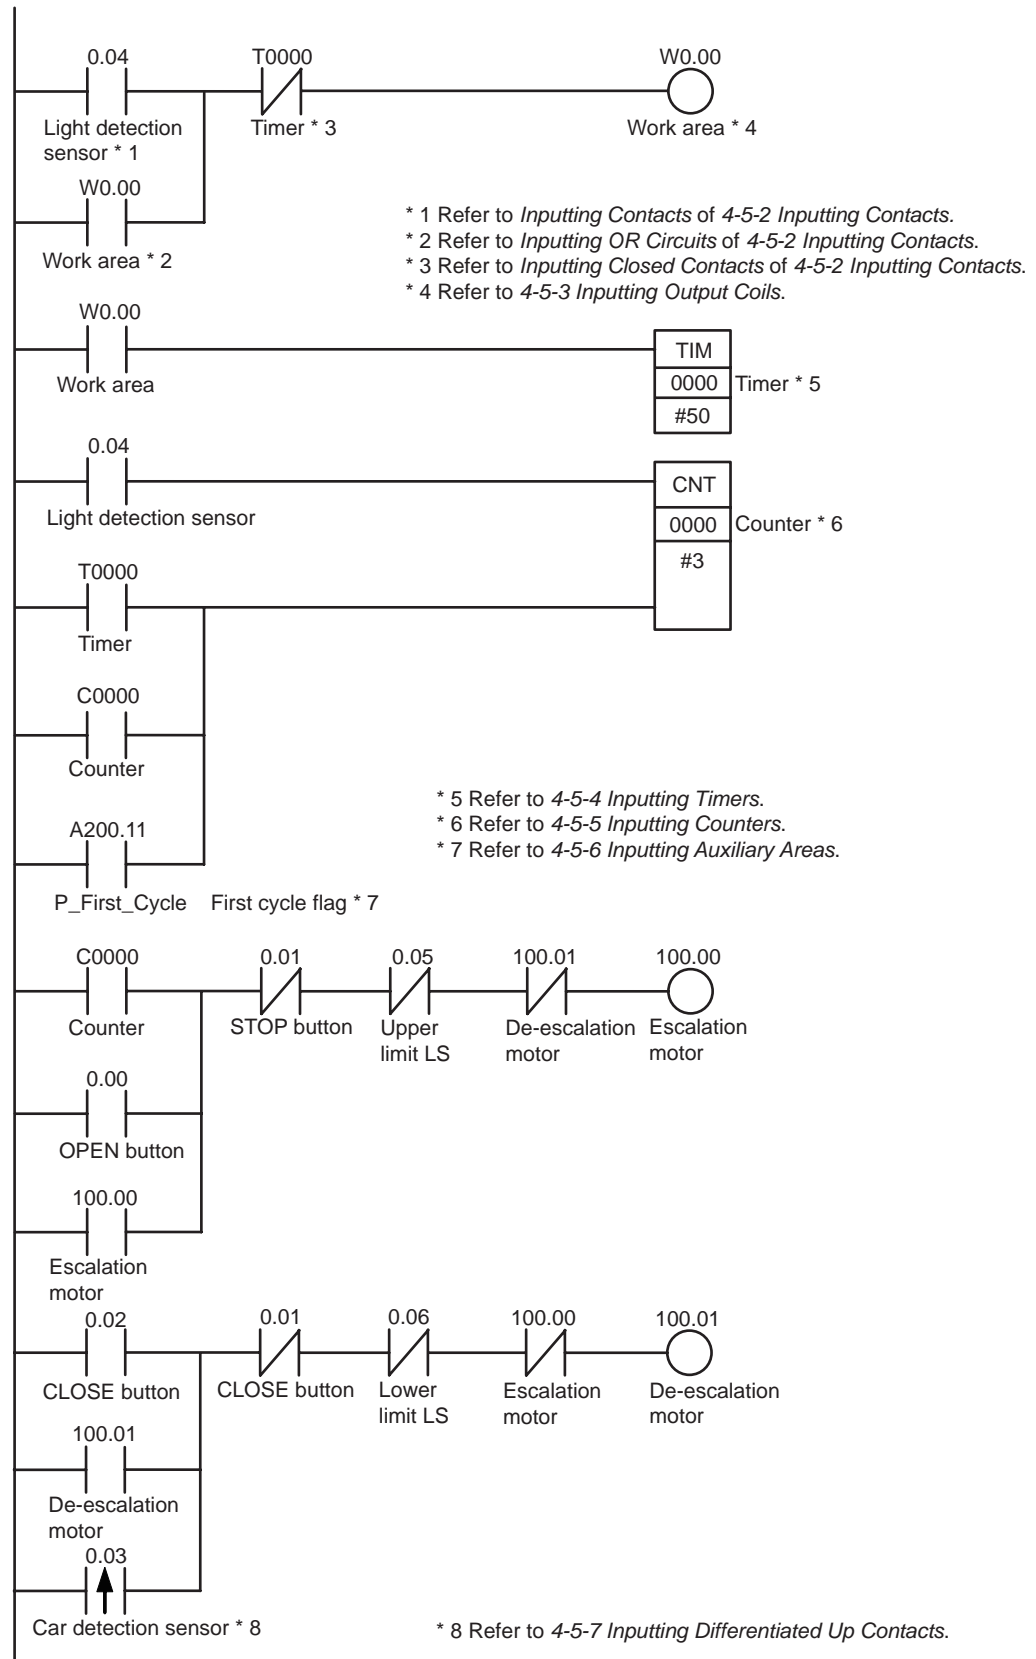 0.04 T0000 W0.00
Light detection sensor * 1
Timer * 3
Work area * 4
W0.00
Work area * 2
* 1 Refer to Inputting Contacts of 4-5-2 Inputting Contacts.
* 2 Refer to Inputting OR Circuits of 4-5-2 Inputting Contacts.
* 3 Refer to Inputting Closed Contacts of 4-5-2 Inputting Contacts.
* 4 Refer to 4-5-3 Inputting Output Coils.
W0.00
Work area
TIM
0000 Timer * 5
#50
0.04
Light detection sensor
CNT
0000 Counter * 6
#3
T0000
Timer
C0000
Counter
* 5 Refer to 4-5-4 Inputting Timers.
* 6 Refer to 4-5-5 Inputting Counters.
* 7 Refer to 4-5-6 Inputting Auxiliary Areas.
A200.11
P_First_Cycle First cycle flag * 7
C0000 0.01 0.05 100.01 100.00
Counter
STOP button
Upper
limit LS
De-escalation
motor
Escalation
motor
0.00
OPEN button
100.00
Escalation
motor
0.02 0.01 0.06 100.00 100.01
CLOSE button
CLOSE button
Lower
limit LS
Escalation
motor
De-escalation
motor
100.01
De-escalation
motor
0.03
Car detection sensor * 8
* 8 Refer to 4-5-7 Inputting Differentiated Up Contacts.